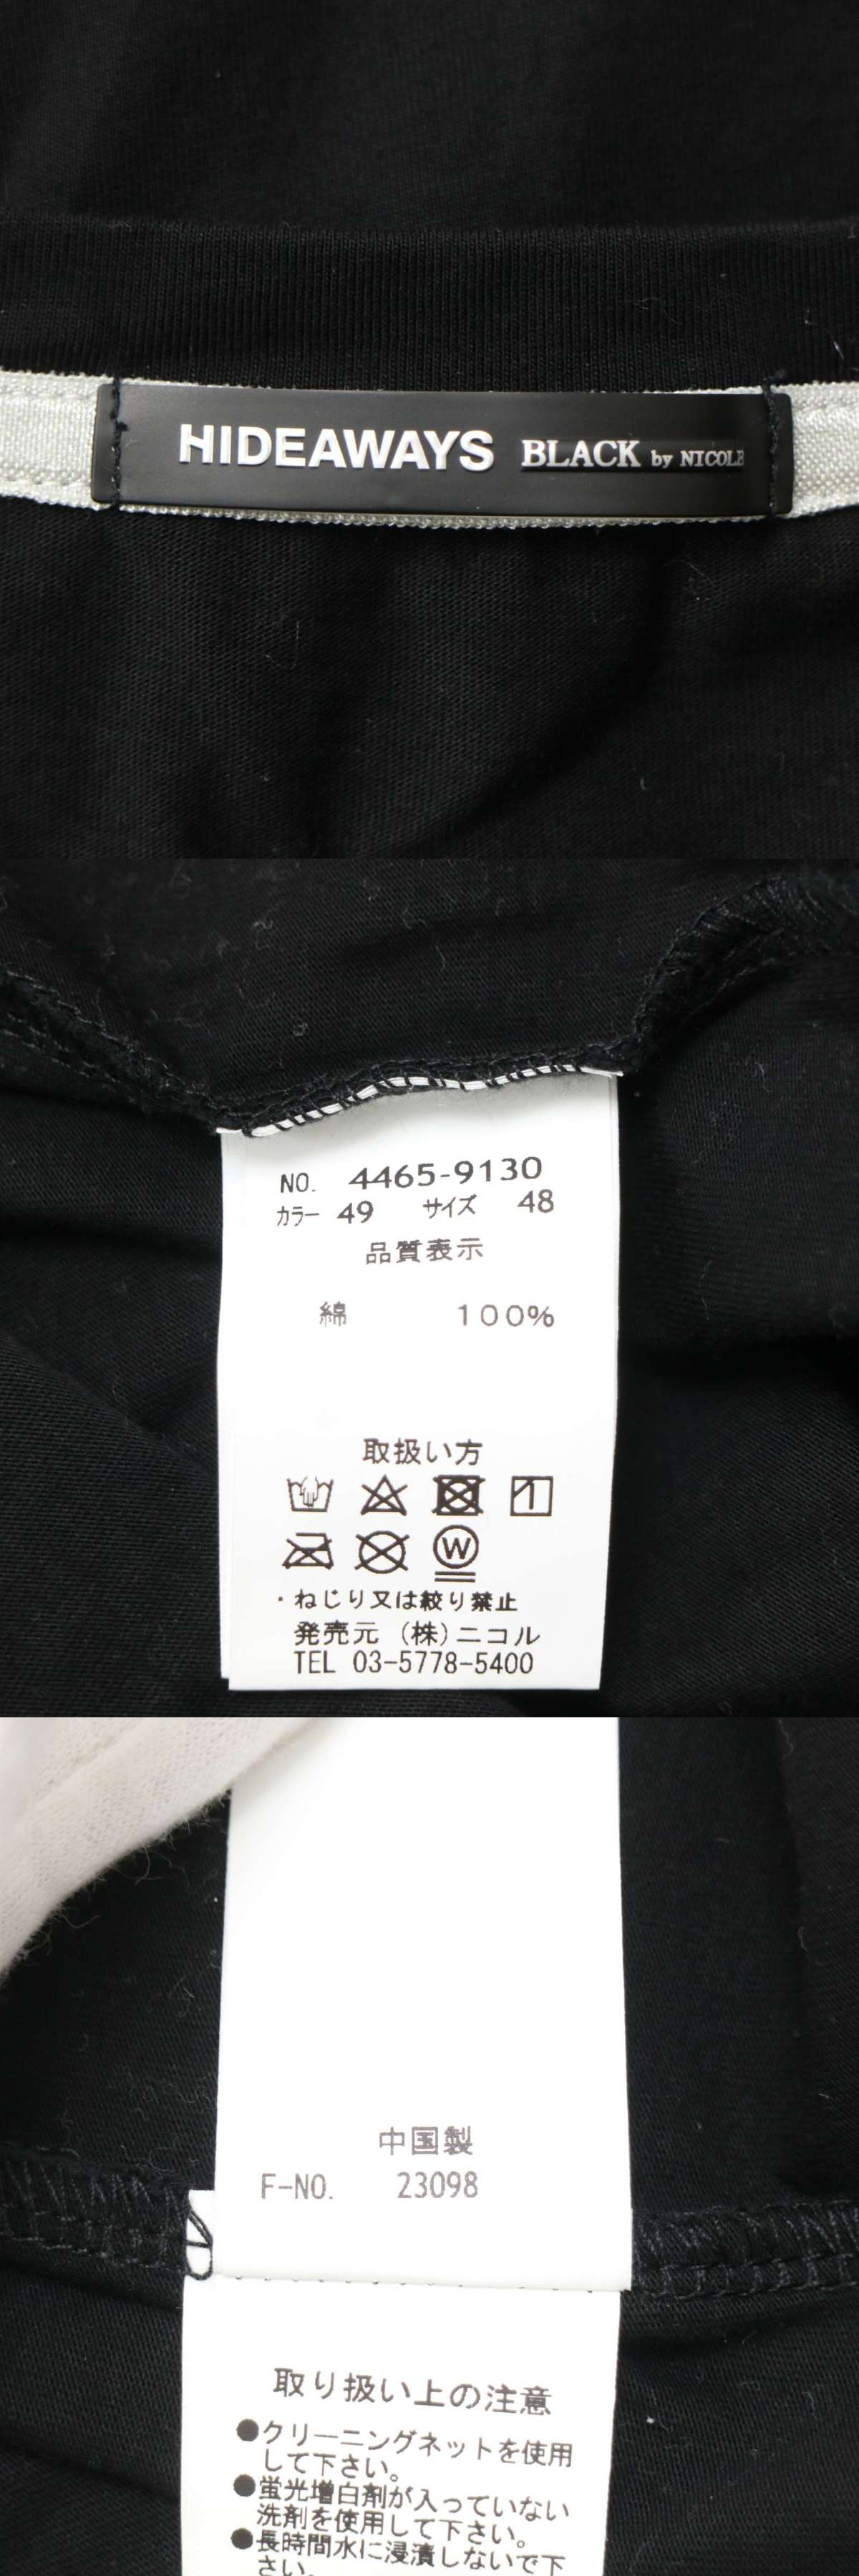 HIDEAWAYS BLACK by NICOLE
NO. 4465-9130
カラー 49 サイズ 48
品質表示
綿 100%
取扱い方
W
・ねじり又は絞り禁止
発売元 (株)ニコル
TEL 03-5778-5400
中国製
F-NO. 23098
取り扱い上の注意
●クリーニングネットを使用
して下さい。
●蛍光増白剤が入っていない
洗剤を使用して下さい。
●長時間水に浸漬しないで下
さい。